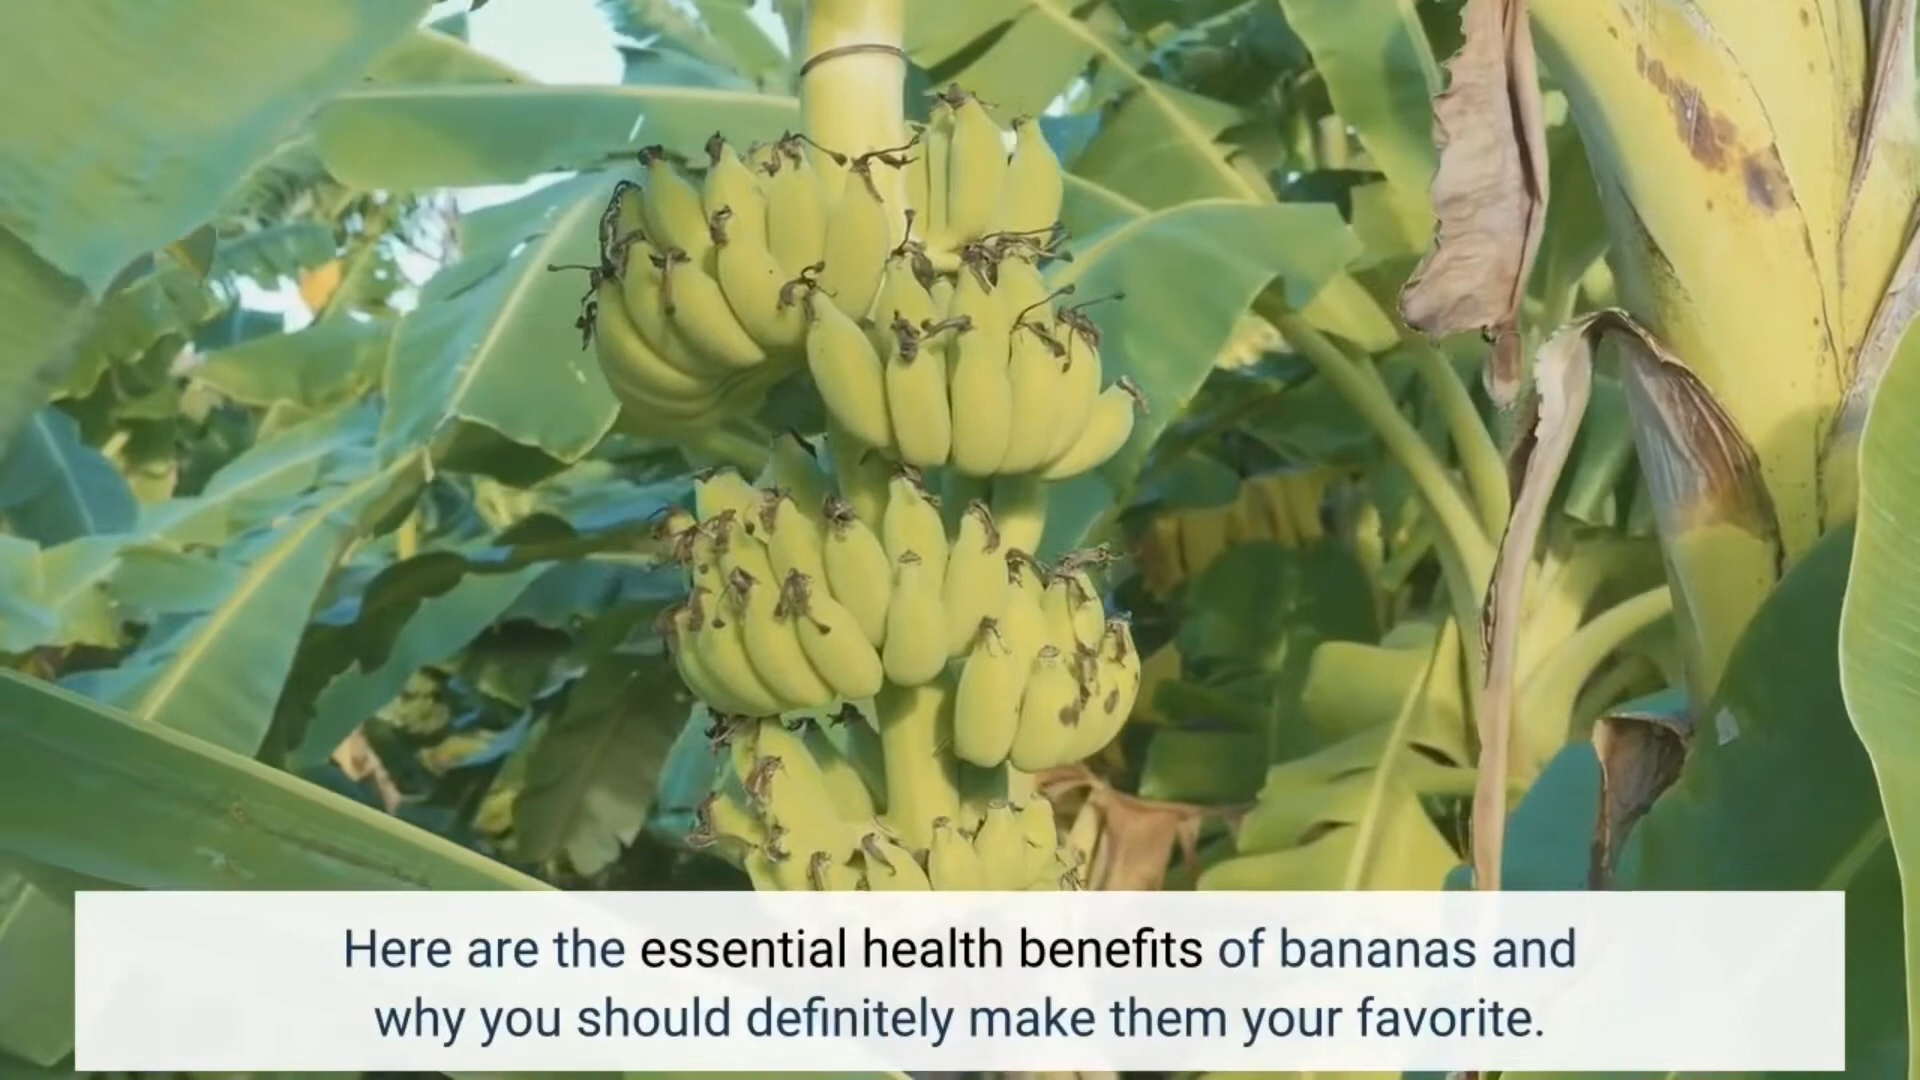 Here are the essential health benefits of bananas and
why you should definitely make them your favorite.